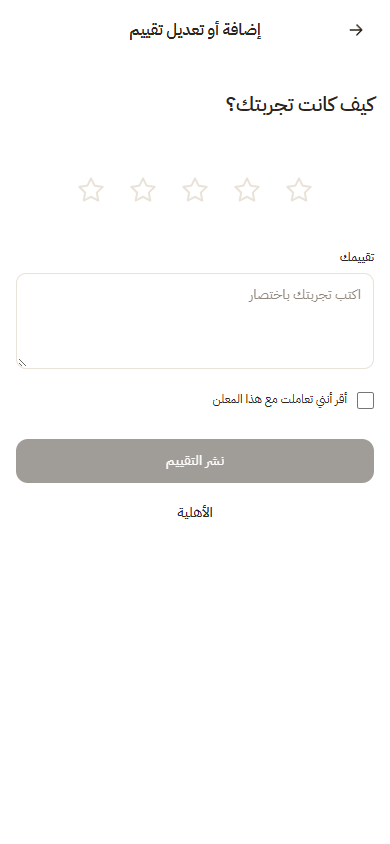 إضافة أو تعديل تقييم
كيف كانت تجربتك؟
تقييمك
اكتب تجربتك باختصار
أقر أنني تعاملت مع هذا المعلن
نشر التقييم
الأهلية